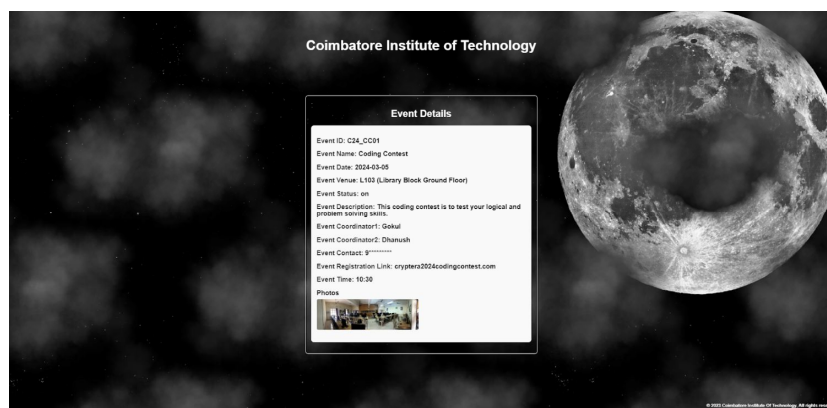 Coimbatore Institute of Technology
Event Details
Event ID: C24_CC01
Event Name: Coding Contest
Event Date: 2024-03-05
Event Venue: L103 (Library Block Ground Floor)
Event Status: on
Event Description: This coding contest is to test your logical and
problem solving skills.
Event Coordinator1: Gokul
Event Coordinator2: Dhanush
Event Contact: 9*********
Event Registration Link: cryptera2024codingcontest.com
Event Time: 10:30
Photos
© 2023 Coimbatore Institute Of Technology. All rights